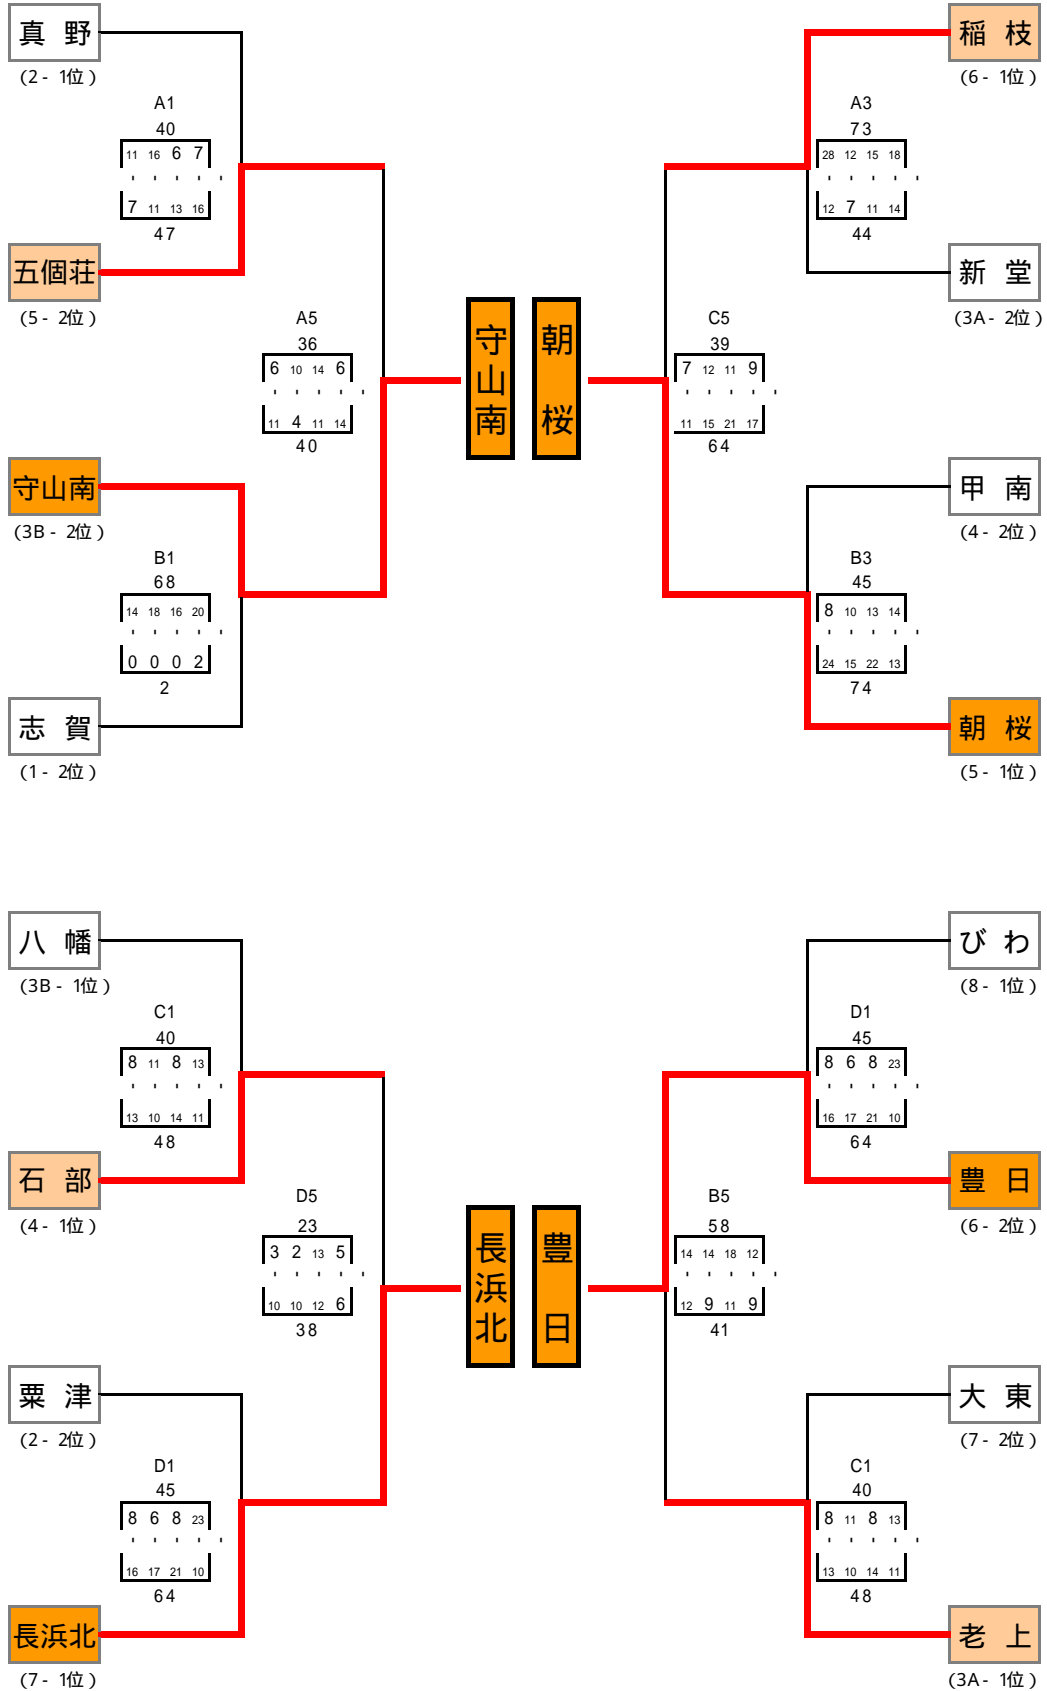 真 野
(2 - 1位)
A1
40
11 16 6 7
7 11 13 16
47
五個荘
(5 - 2位)
A5
36
6 10 14 6
11 4 11 14
40
守山南
(3B - 2位)
B1
68
14 18 16 20
0 0 0 2
2
志 賀
(1 - 2位)
守山南
朝 桜
稲 枝
(6 - 1位)
A3
73
28 12 15 18
12 7 11 14
44
新 堂
(3A - 2位)
C5
39
7 12 11 9
11 15 21 17
64
甲 南
(4 - 2位)
B3
45
8 10 13 14
24 15 22 13
74
朝 桜
(5 - 1位)
八 幡
(3B - 1位)
C1
40
8 11 8 13
13 10 14 11
48
石 部
(4 - 1位)
D5
23
3 2 13 5
10 10 12 6
38
粟 津
(2 - 2位)
D1
45
8 6 8 23
16 17 21 10
64
長浜北
(7 - 1位)
長浜北
豊 日
びわ
(8 - 1位)
D1
45
8 6 8 23
16 17 21 10
64
豊 日
(6 - 2位)
B5
58
14 14 18 12
12 9 11 9
41
大 東
(7 - 2位)
C1
40
8 11 8 13
13 10 14 11
48
老 上
(3A - 1位)